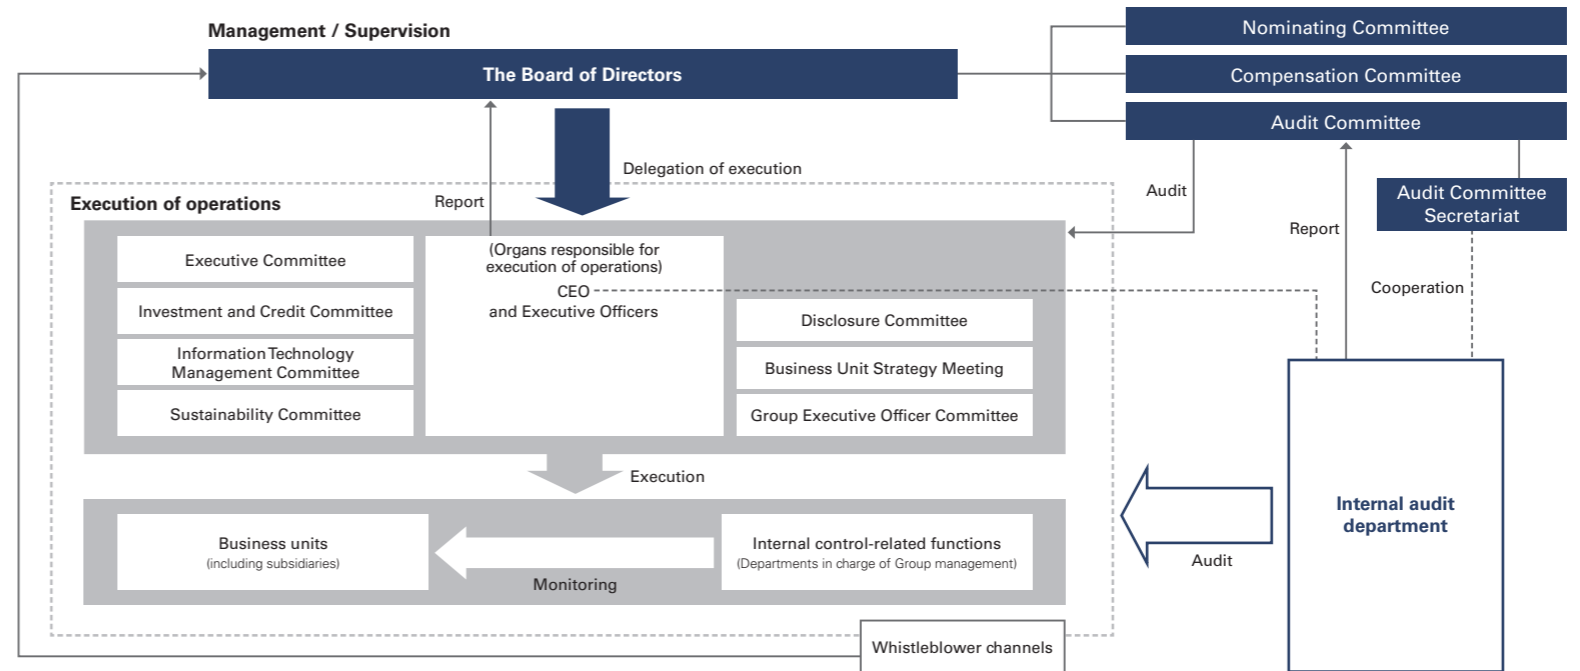 Management / Supervision
The Board of Directors
Nominating Committee
Compensation Committee
Audit Committee
Delegation of execution
Audit
Audit Committee
Secretariat
Execution of operations
Report
Report
Executive Committee
(Organs responsible for
execution of operations)
CEO
and Executive Officers
Cooperation
Investment and Credit Committee
Disclosure Committee
Information Technology
Management Committee
Business Unit Strategy Meeting
Sustainability Committee
Group Executive Officer Committee
Execution
Internal audit
department
Business units
(including subsidiaries)
Internal control-related functions
(Departments in charge of Group management)
Audit
Monitoring
Whistleblower channels